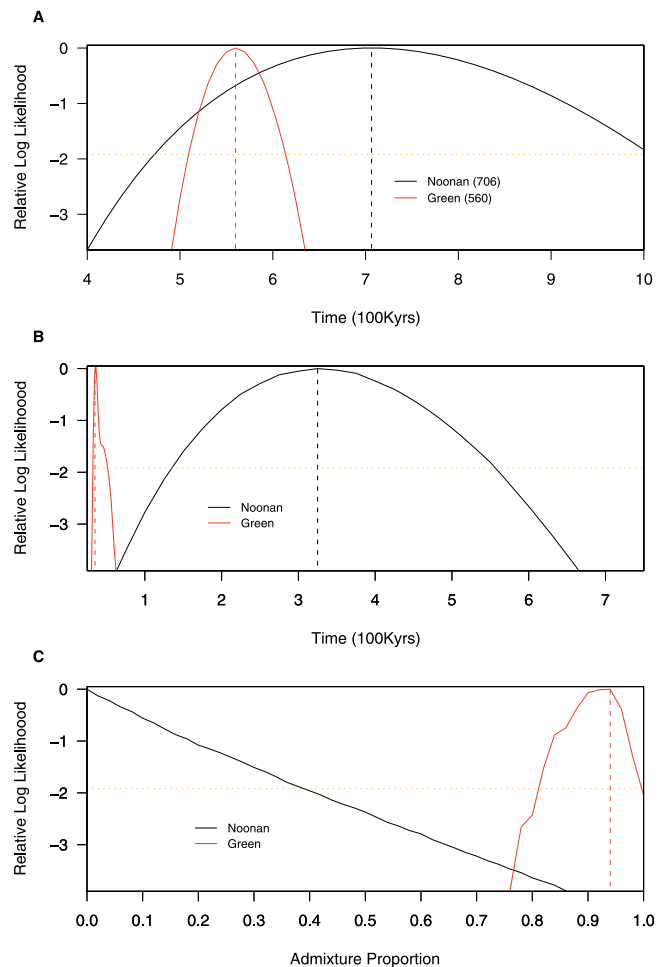 A
Relative Log Likelihood
0
−1
−2
−3
Noonan (706)
Green (560)
4 5 6 7 8 9 10
Time (100Kyrs)
B
Relative Log Likelihoood
0
−1
−2
−3
Noonan
Green
1 2 3 4 5 6 7
Time (100Kyrs)
C
Relative Log Likelihoood
0
−1
−2
−3
Noonan
Green
0.0 0.1 0.2 0.3 0.4 0.5 0.6 0.7 0.8 0.9 1.0
Admixture Proportion